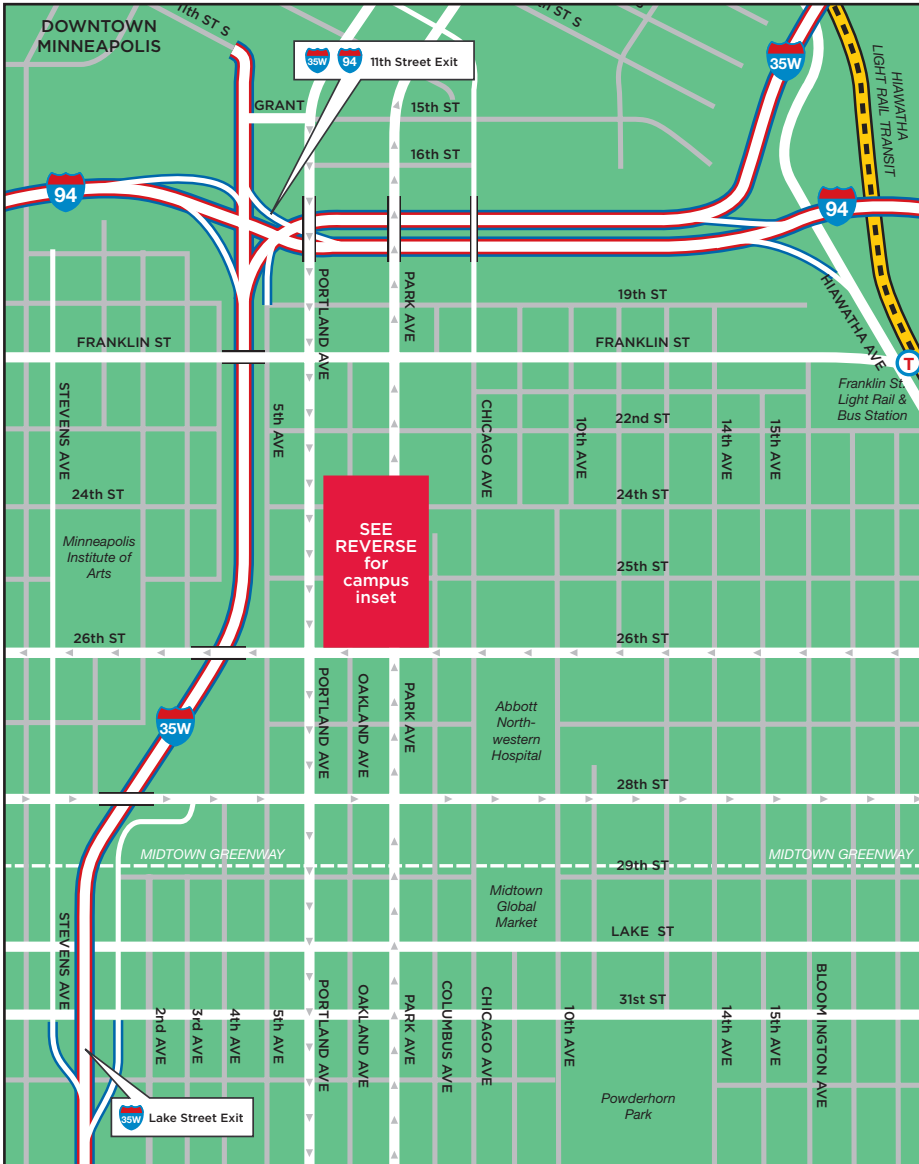 DOWNTOWN
MINNEAPOLIS
11th ST S
35W 94 11th Street Exit
35W
HIAWATHA
LIGHT RAIL TRANSIT
GRANT
15th ST
16th ST
94
94
PORTLAND AVE
PARK AVE
19th ST
HIAWATHA AVE
FRANKLIN ST
FRANKLIN ST
T
Franklin St.
Light Rail &
Bus Station
STEVENS AVE
5th AVE
CHICAGO AVE
10th AVE
22nd ST
14th AVE
15th AVE
24th ST
24th ST
SEE
REVERSE
for
campus
inset
Minneapolis
Institute of
Arts
25th ST
26th ST
26th ST
PORTLAND AVE
OAKLAND AVE
PARK AVE
Abbott
North-
western
Hospital
35W
28th ST
MIDTOWN GREENWAY
29th ST
MIDTOWN GREENWAY
Midtown
Global
Market
STEVENS AVE
LAKE ST
31st ST
2nd AVE
3rd AVE
4th AVE
5th AVE
PORTLAND AVE
OAKLAND AVE
PARK AVE
COLUMBUS AVE
CHICAGO AVE
10th AVE
14th AVE
15th AVE
BLOOM INGTON AVE
35W Lake Street Exit
Powderhorn
Park